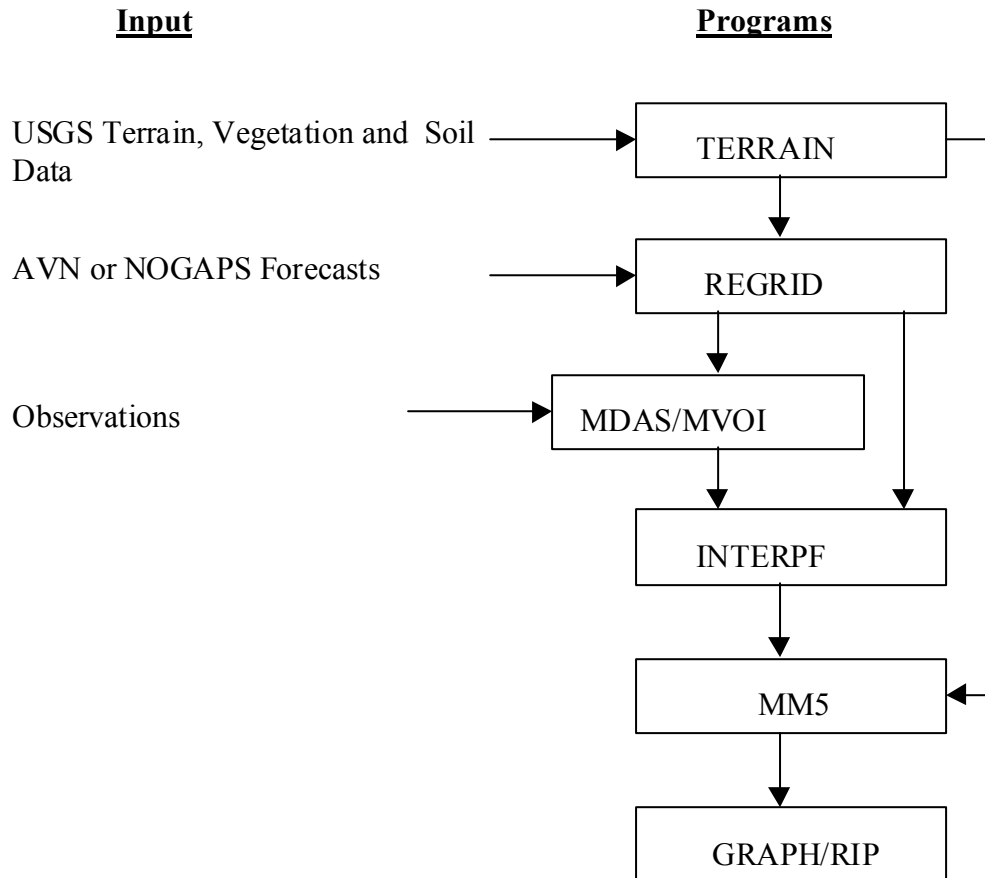 Input
Programs
USGS Terrain, Vegetation and Soil
Data
TERRAIN
AVN or NOGAPS Forecasts
REGRID
Observations
MDAS/MVOI
INTERPF
MM5
GRAPH/RIP